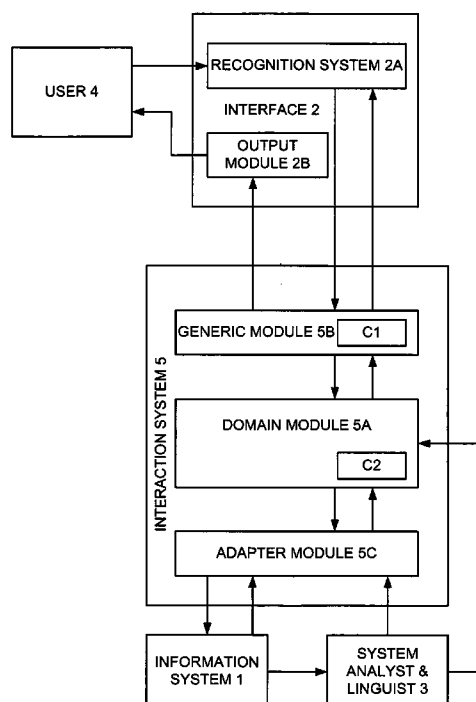 RECOGNITION SYSTEM 2A
USER 4
INTERFACE 2
OUTPUT
MODULE 2B
INTERACTION SYSTEM 5
GENERIC MODULE 5B
C1
DOMAIN MODULE 5A
C2
ADAPTER MODULE 5C
INFORMATION
SYSTEM 1
SYSTEM
ANALYST &
LINGUIST 3